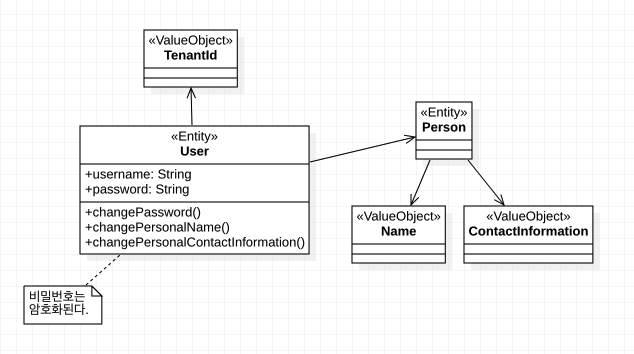 «ValueObject»
TenantId
«Entity»
User
+username: String
+password: String
+changePassword()
+changePersonalName()
+changePersonalContactInformation()
«Entity»
Person
«ValueObject»
Name
«ValueObject»
ContactInformation
비밀번호는
암호화된다.